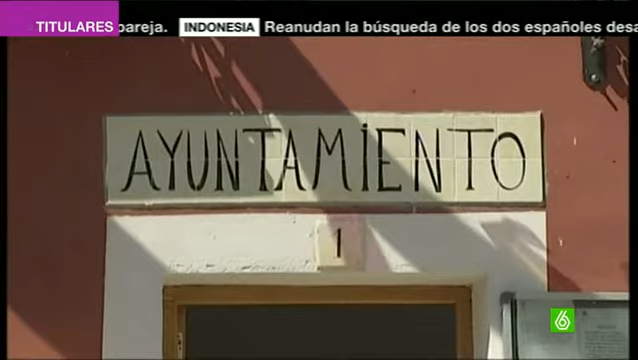 TITULARES pareja. INDONESIA Reanudan la búsqueda de los dos españoles
AYUNTAMIENTO
1
6